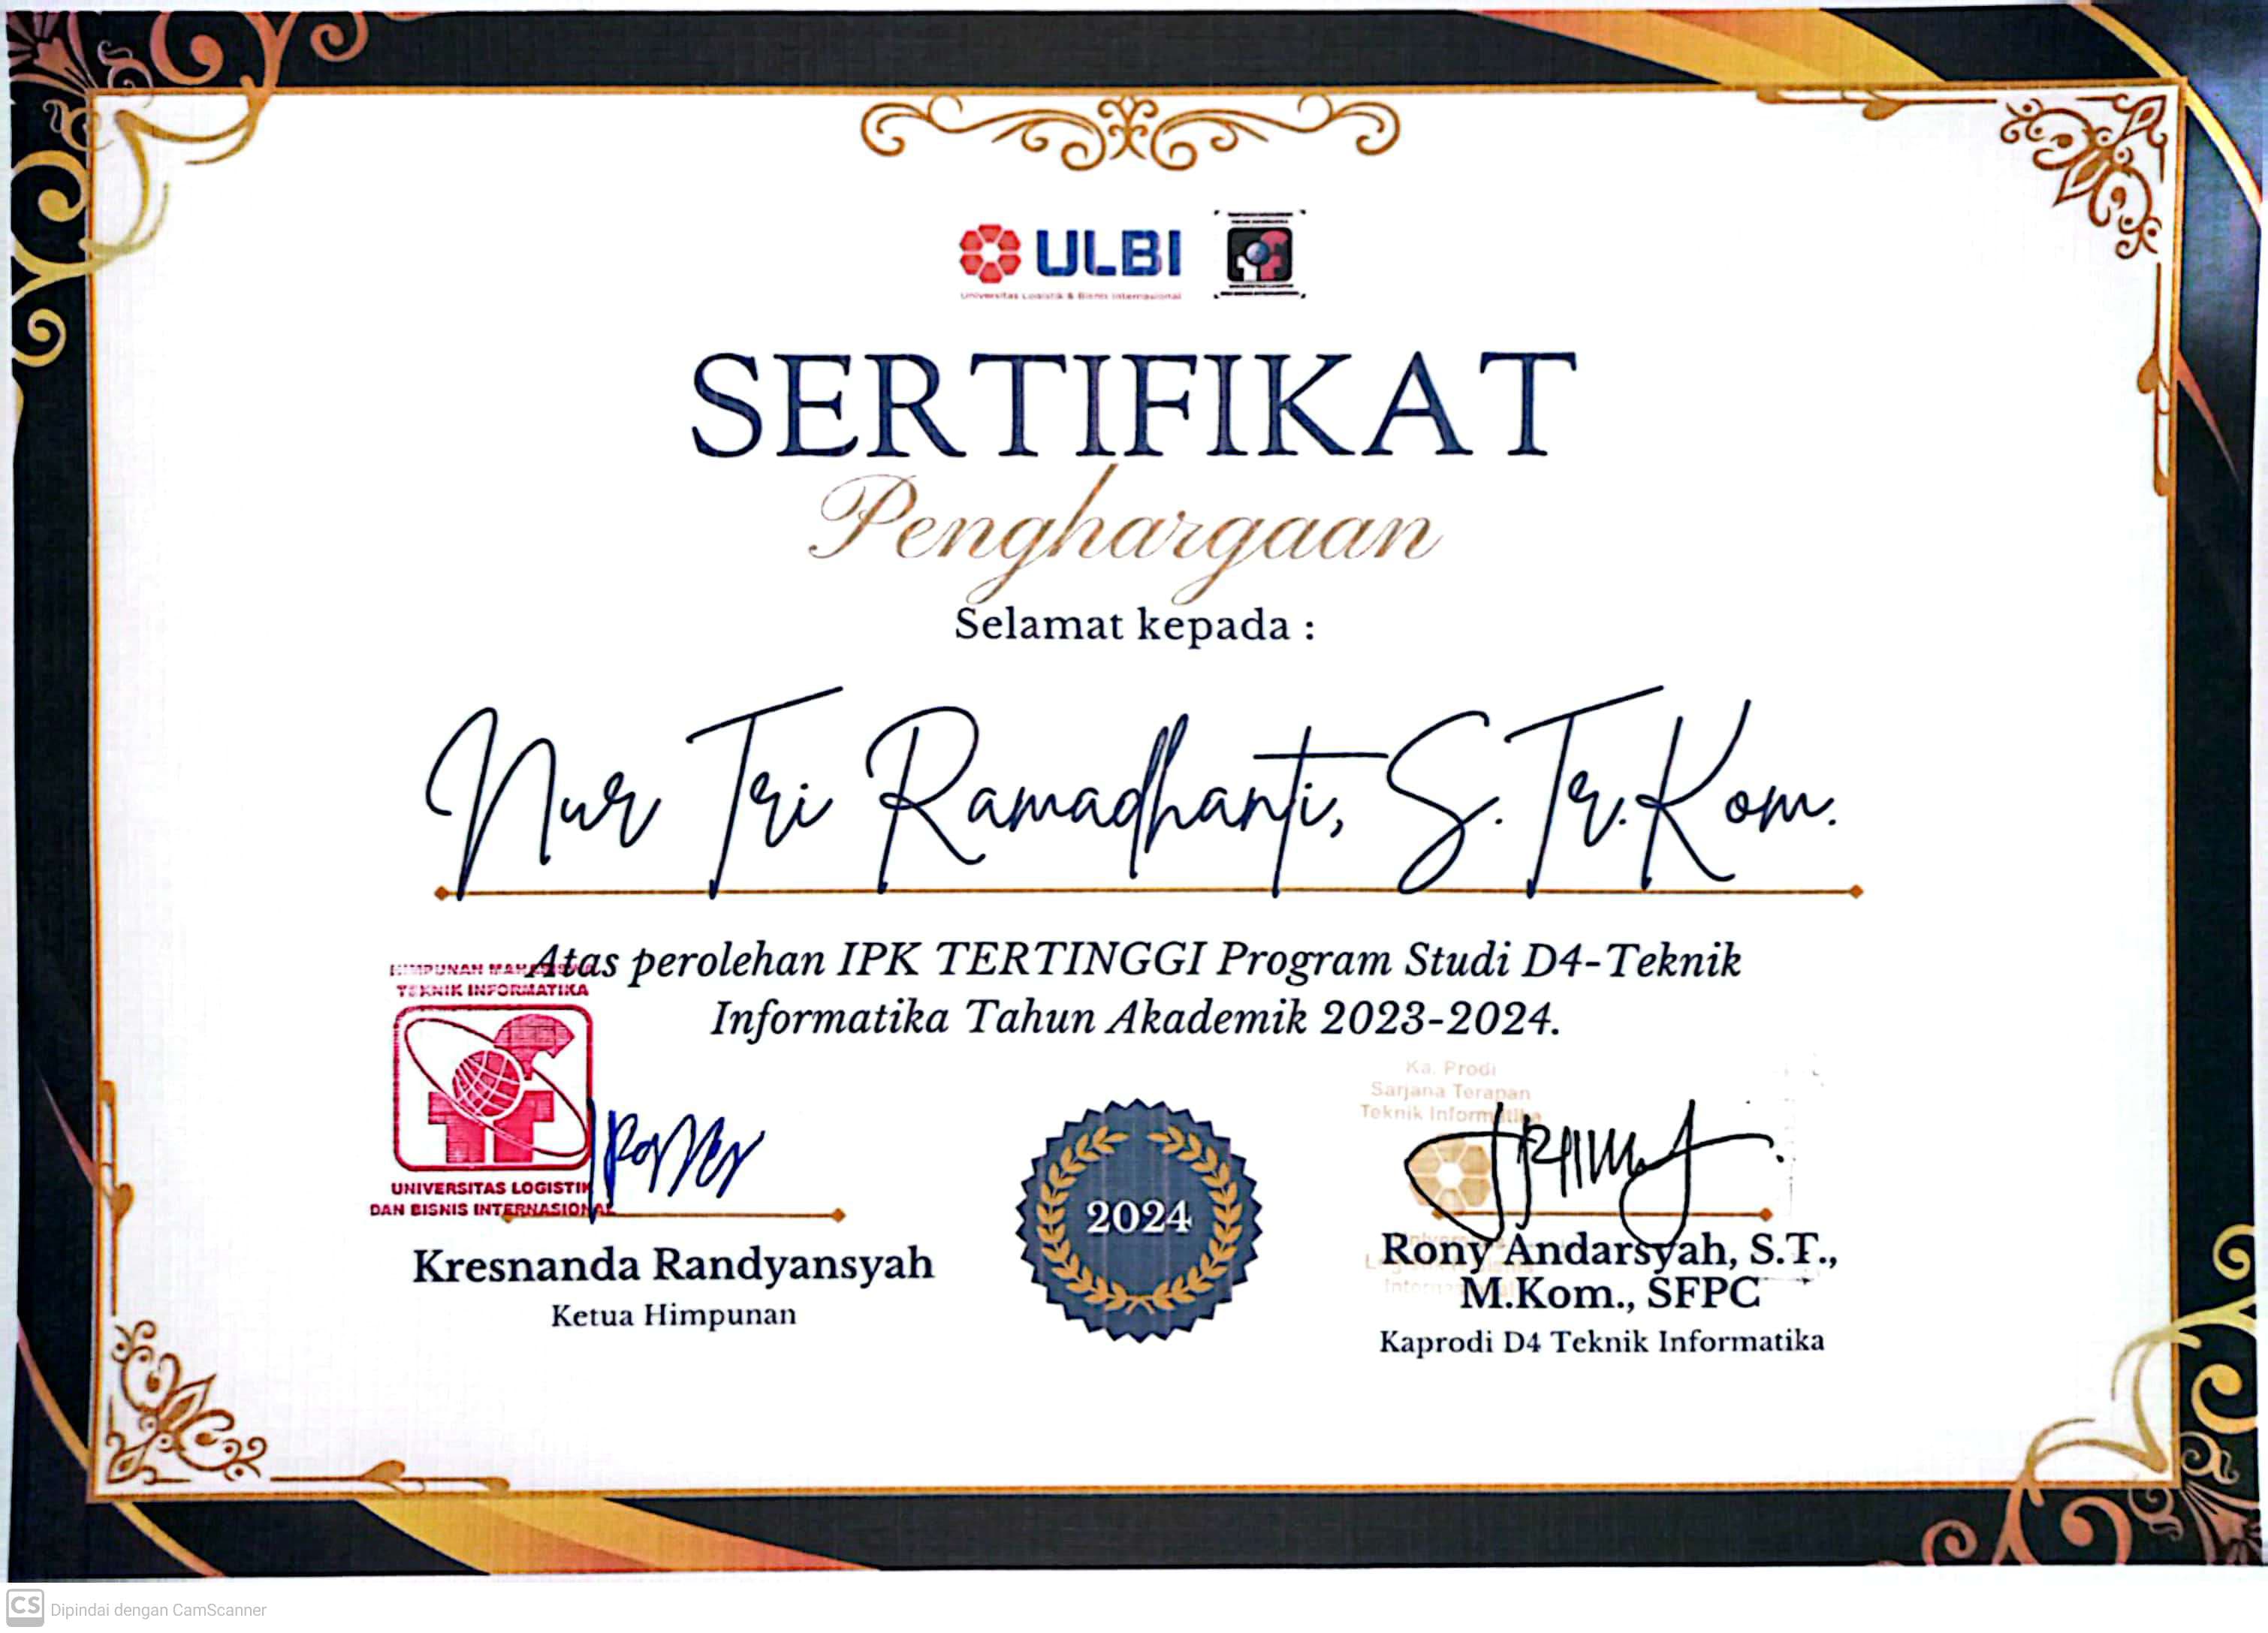 ULBI
Universitas Logistik & Bisnis Internasional
SERTIFIKAT
Penghargaan
Selamat kepada :
Nur Tri Ramadhanti, S.Tr.Kom.
Atas perolehan IPK TERTINGGI Program Studi D4-Teknik
Informatika Tahun Akademik 2023-2024.
HIMPUNAN MAHASISWA
TEKNIK INFORMATIKA
UNIVERSITAS LOGISTIK
DAN BISNIS INTERNASIONAL
Kresnanda Randyansyah
Ketua Himpunan
2024
Ka. Prodi
Sarjana Terapan
Teknik Informatika
Rony Andarsyah, S.T.,
M.Kom., SFPC
Kaprodi D4 Teknik Informatika
CS Dipindai dengan CamScanner